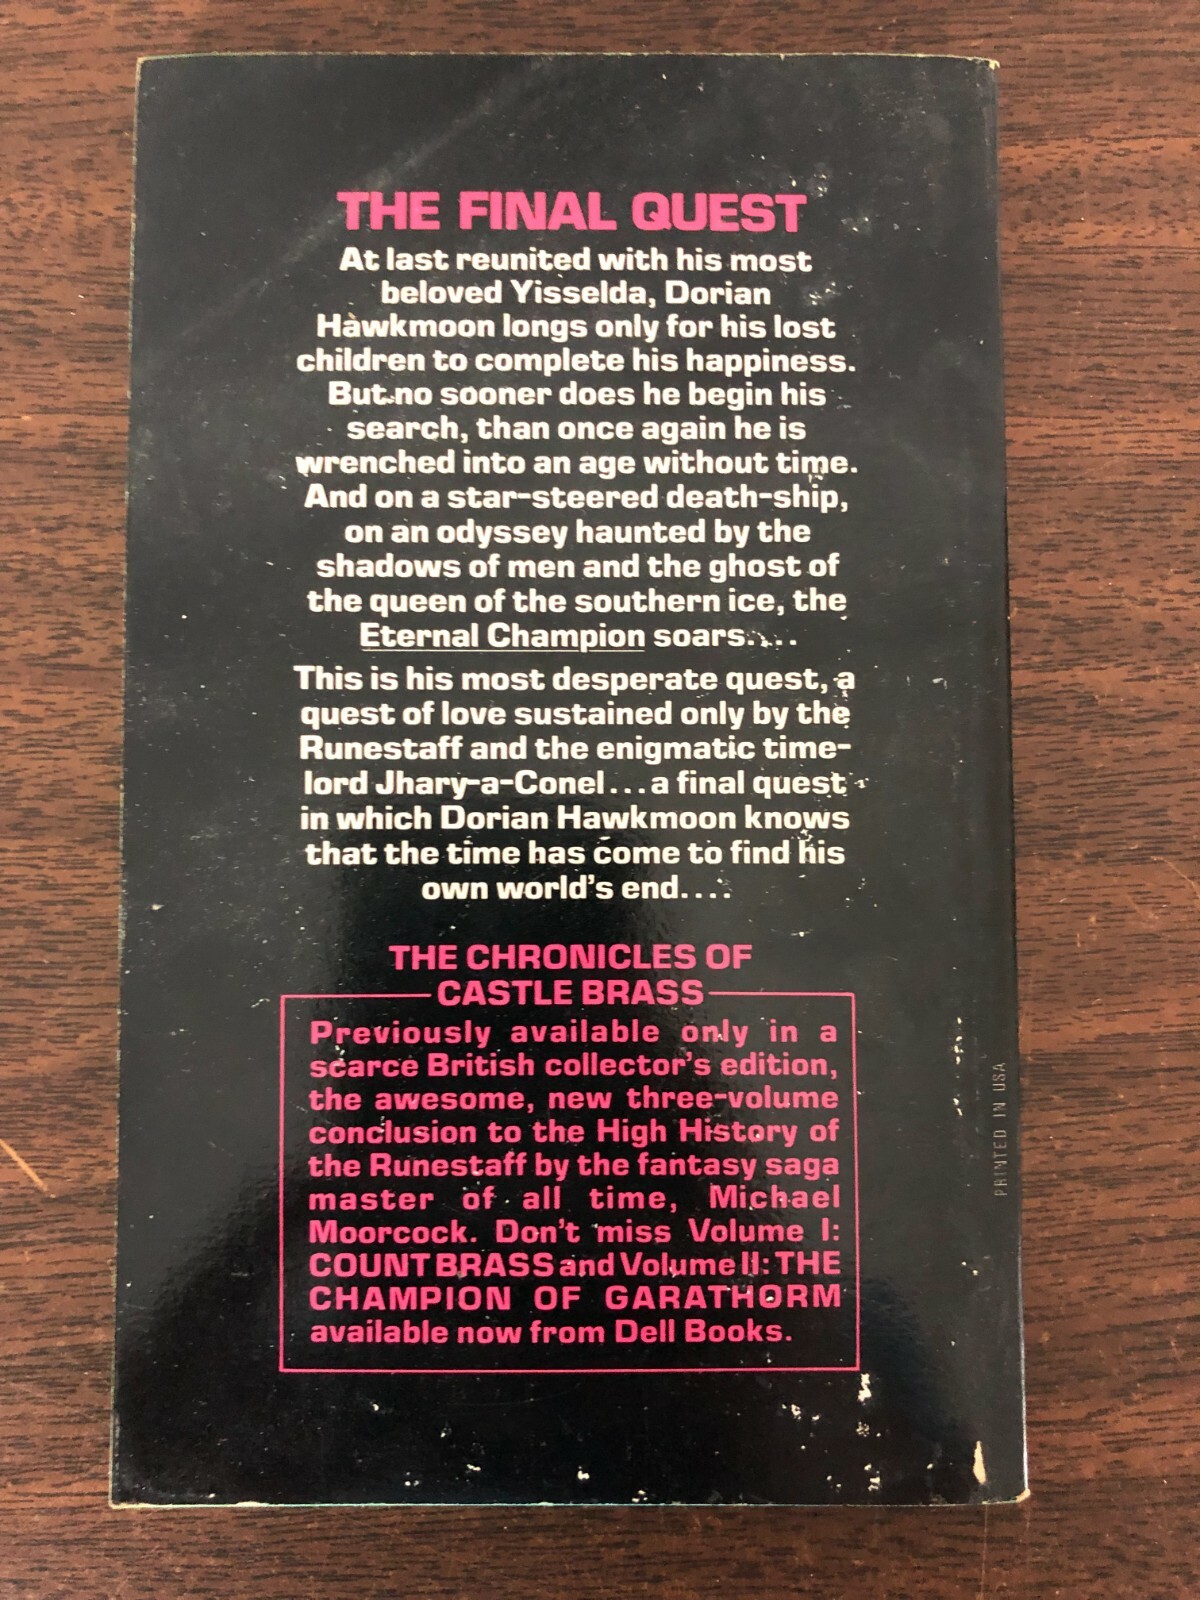 THE FINAL QUEST
At last reunited with his most
beloved Yisselda, Dorian
Hawkmoon longs only for his lost
children to complete his happiness.
But no sooner does he begin his
search, than once again he is
wrenched into an age without time.
And on a star-steered death-ship,
on an odyssey haunted by the
shadows of men and the ghost of
the queen of the southern ice, the
Eternal Champion soars....
This is his most desperate quest, a
quest of love sustained only by the
Runestaff and the enigmatic time-
lord Jhary-a-Conel...a final quest
in which Dorian Hawkmoon knows
that the time has come to find his
own world's end....
THE CHRONICLES OF
CASTLE BRASS
Previously available only in a
scarce British collector's edition,
the awesome, new three-volume
conclusion to the High History of
the Runestaff by the fantasy saga
master of all time, Michael
Moorcock. Don't miss Volume I:
COUNT BRASS and Volume II: THE
CHAMPION OF GARATHORM
available now from Dell Books.
PRINTED IN USA